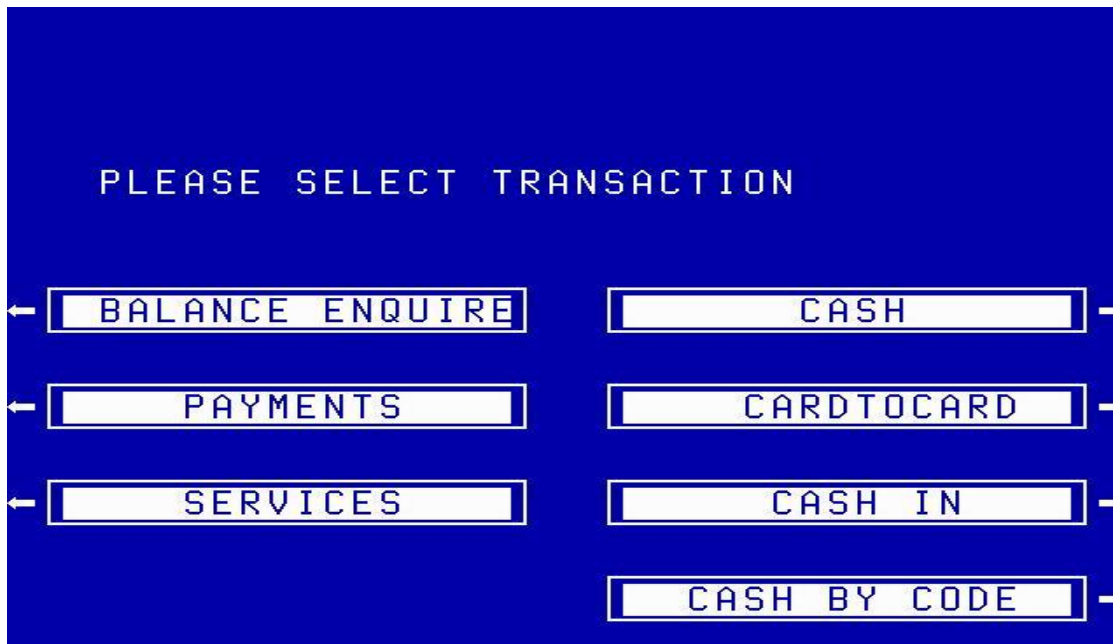 PLEASE SELECT TRANSACTION
BALANCE ENQUIRE
CASH
PAYMENTS
CARDTOCARD
SERVICES
CASH IN
CASH BY CODE